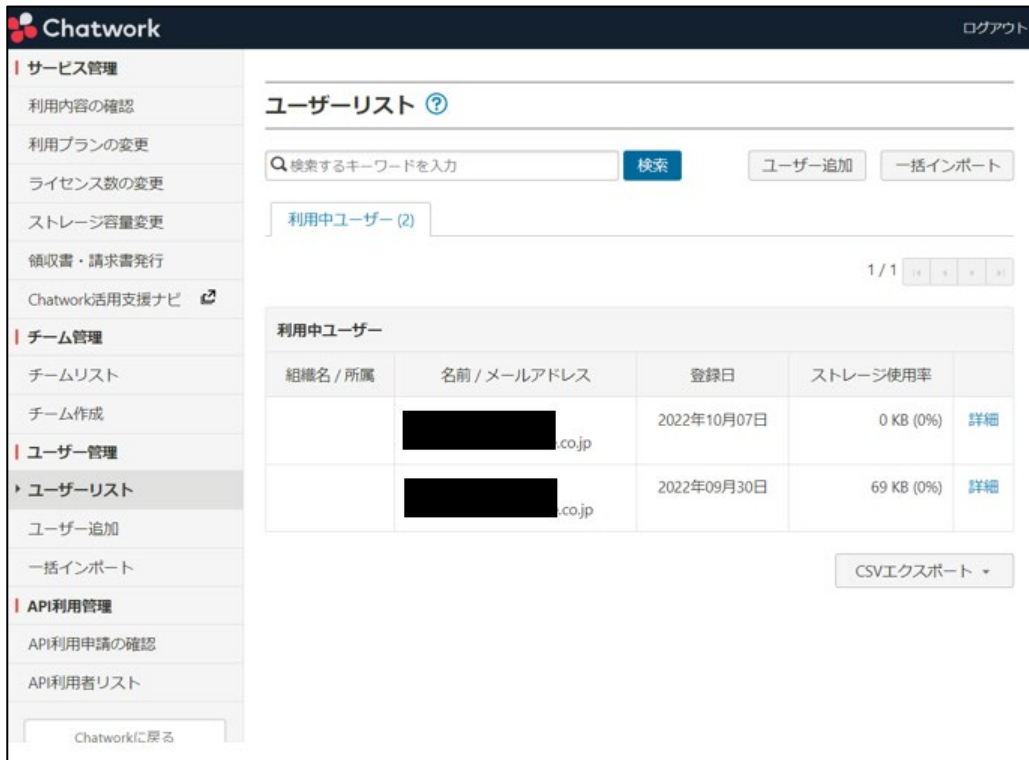 Chatwork
ログアウト
サービス管理
利用内容の確認
利用プランの変更
ライセンス数の変更
ストレージ容量変更
領収書・請求書発行
Chatwork活用支援ナビ
チーム管理
チームリスト
チーム作成
ユーザー管理
ユーザーリスト
ユーザー追加
一括インポート
API利用管理
API利用申請の確認
API利用者リスト
Chatworkに戻る
ユーザーリスト ?
検索するキーワードを入力 検索 ユーザー追加 一括インポート
利用中ユーザー (2)
1 / 1
利用中ユーザー
組織名 / 所属 名前 / メールアドレス 登録日 ストレージ使用率
2022年10月07日 0 KB (0%) 詳細
.co.jp
2022年09月30日 69 KB (0%) 詳細
.co.jp
CSVエクスポート